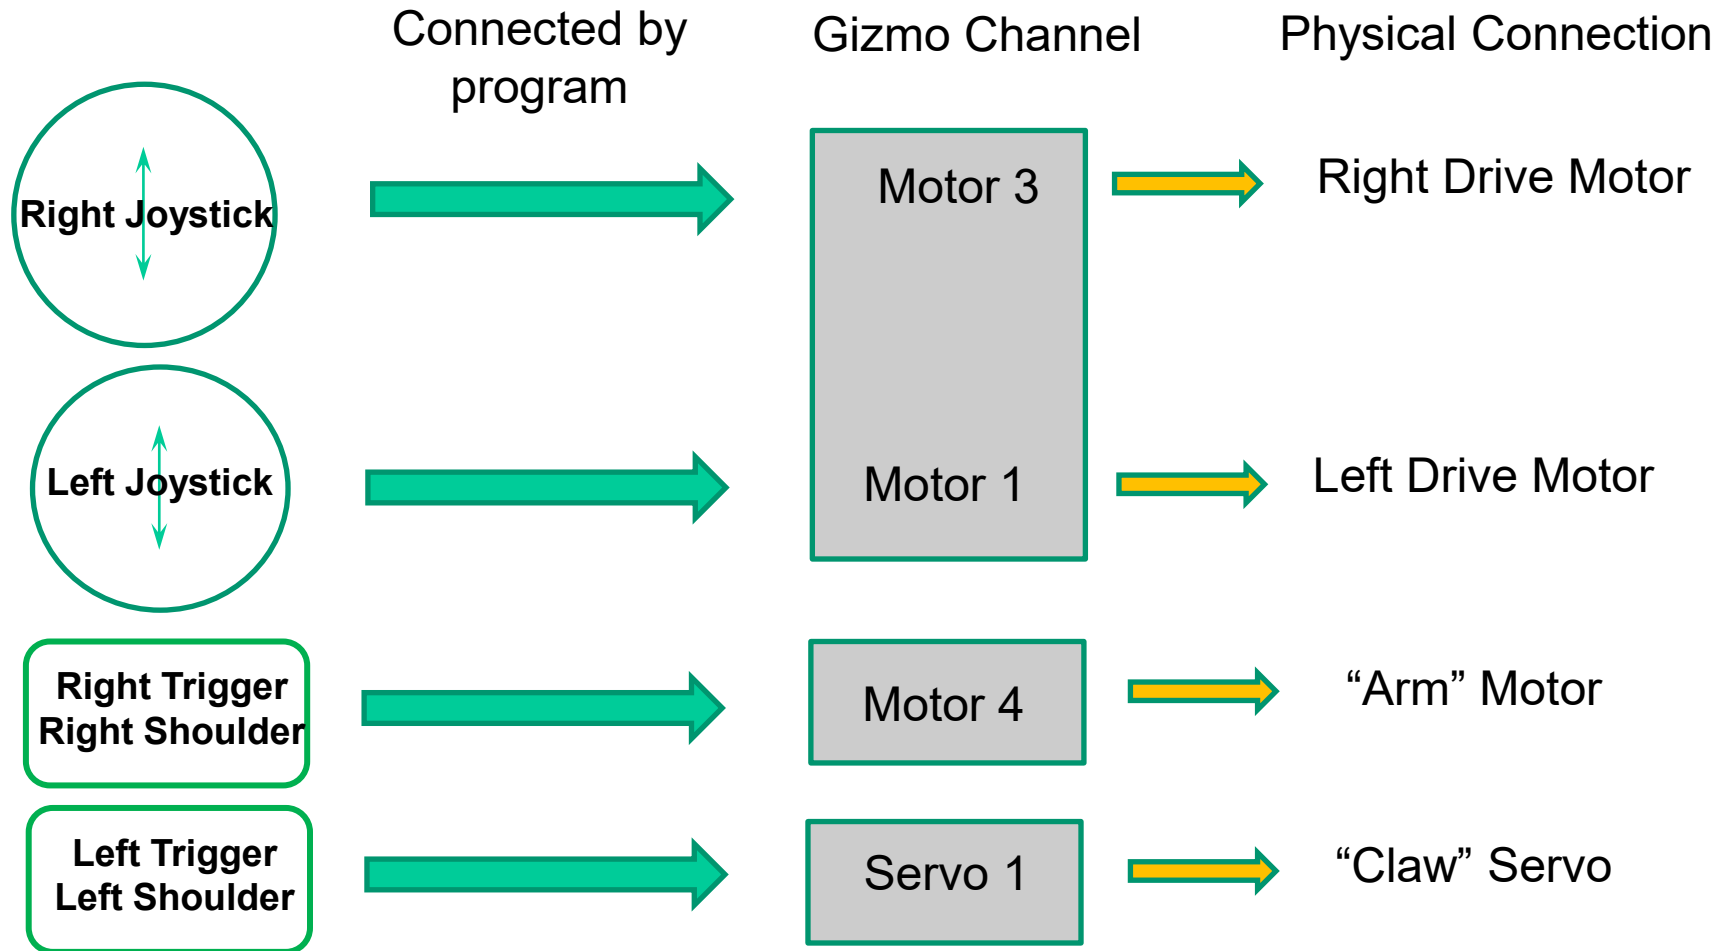 Connected by
program
Gizmo Channel
Physical Connection
Right Joystick
Motor 3
Right Drive Motor
Left Joystick
Motor 1
Left Drive Motor
Right Trigger
Right Shoulder
Motor 4
“Arm” Motor
Left Trigger
Left Shoulder
Servo 1
“Claw” Servo